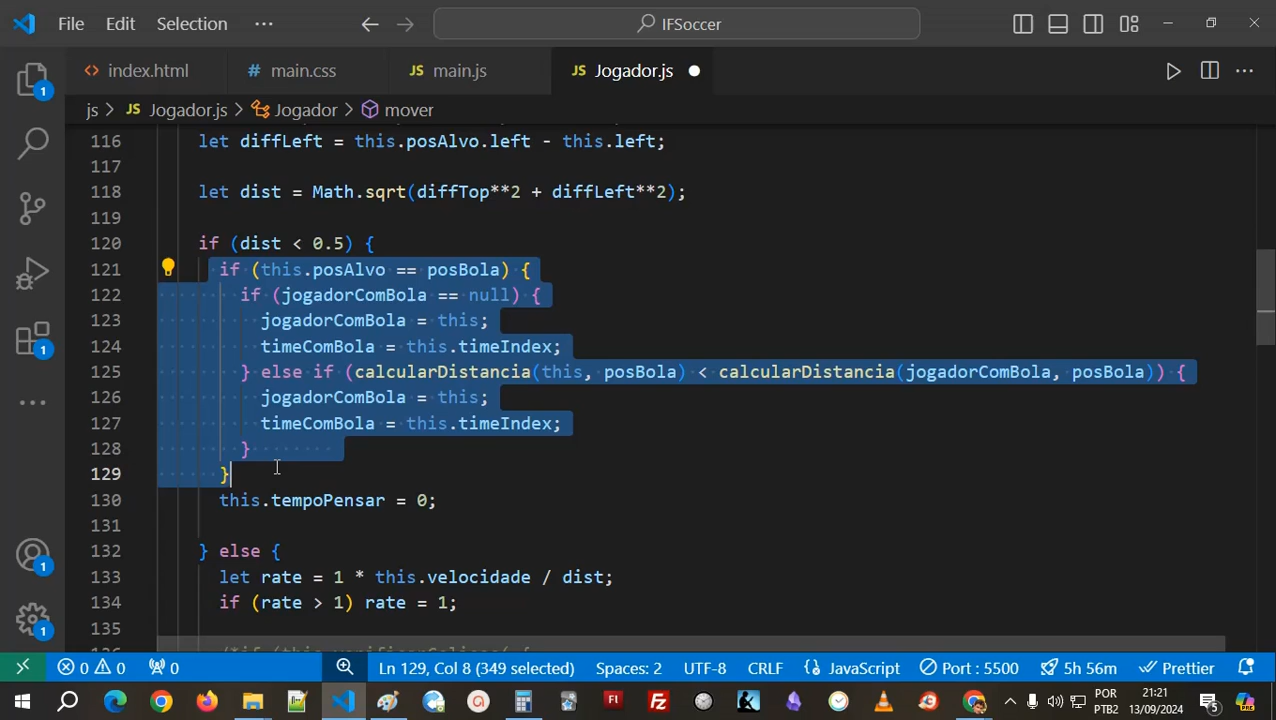 File Edit Selection ··· IFSoccer
index.html main.css JS main.js JS Jogador.js
js > JS Jogador.js > Jogador > mover
116 let diffLeft = this.posAlvo.left - this.left;
117
118 let dist = Math.sqrt(diffTop**2 + diffLeft**2);
119
120 if (dist < 0.5) {
121 if (this.posAlvo == posBola) {
122 if (jogadorComBola == null) {
123 jogadorComBola = this;
124 timeComBola = this.timeIndex;
125 } else if (calcularDistancia(this, posBola) < calcularDistancia(jogadorComBola, posBola)) {
126 jogadorComBola = this;
127 timeComBola = this.timeIndex;
128 }
129 }
130 this.tempoPensar = 0;
131
132 } else {
133 let rate = 1 * this.velocidade / dist;
134 if (rate > 1) rate = 1;
135
0 0 0 Ln 129, Col 8 (349 selected) Spaces: 2 UTF-8 CRLF {} JavaScript Port : 5500 5h 56m Prettier
POR 21:21
PTB2 13/09/2024 5